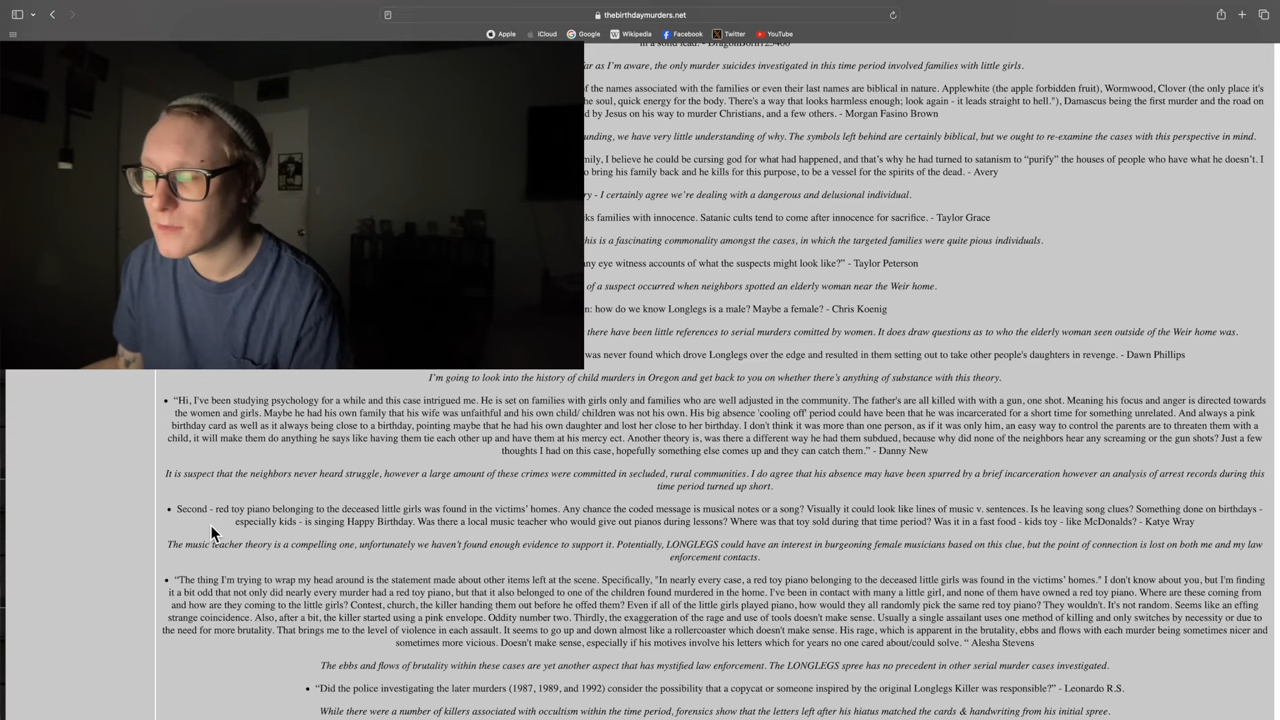 thebirthdaymurders.net
Apple iCloud Google Wikipedia Facebook Twitter YouTube
far as I’m aware, the only murder suicides investigated in this time period involved families with little girls.
of the names associated with the families or even their last names are biblical in nature. Applewhite (the apple forbidden fruit), Wormwood, Clover (the only place it's
he soul, quick energy for the body. There's a way that looks harmless enough; look again - it leads straight to hell."), Damascus being the first murder and the road on
d by Jesus on his way to murder Christians, and a few others. - Morgan Fasino Brown
unding, we have very little understanding of why. The symbols left behind are certainly biblical, but we ought to re-examine the cases with this perspective in mind.
mily, I believe he could be cursing god for what had happened, and that’s why he had turned to satanism to “purify” the houses of people who have what he doesn’t. I
o bring his family back and he kills for this purpose, to be a vessel for the spirits of the dead. - Avery
ry - I certainly agree we’re dealing with a dangerous and delusional individual.
ks families with innocence. Satanic cults tend to come after innocence for sacrifice. - Taylor Grace
his is a fascinating commonality amongst the cases, in which the targeted families were quite pious individuals.
any eye witness accounts of what the suspects might look like?” - Taylor Peterson
of a suspect occurred when neighbors spotted an elderly woman near the Weir home.
n: how do we know Longlegs is a male? Maybe a female? - Chris Koenig
there have been little references to serial murders comitted by women. It does draw questions as to who the elderly woman seen outside of the Weir home was.
was never found which drove Longlegs over the edge and resulted in them setting out to take other people's daughters in revenge. - Dawn Phillips
I’m going to look into the history of child murders in Oregon and get back to you on whether there’s anything of substance with this theory.
• “Hi, I've been studying psychology for a while and this case intrigued me. He is set on families with girls only and families who are well adjusted in the community. The father's are all killed with with a gun, one shot. Meaning his focus and anger is directed towards
the women and girls. Maybe he had his own family that his wife was unfaithful and his own child/ children was not his own. His big absence 'cooling off' period could have been that he was incarcerated for a short time for something unrelated. And always a pink
birthday card as well as it always being close to a birthday, pointing maybe that he had his own daughter and lost her close to her birthday. I don't think it was more than one person, as if it was only him, an easy way to control the parents are to threaten them with a
child, it will make them do anything he says like having them tie each other up and have them at his mercy ect. Another theory is, was there a different way he had them subdued, because why did none of the neighbors hear any screaming or the gun shots? Just a few
thoughts I had on this case, hopefully something else comes up and they can catch them.” - Danny New
It is suspect that the neighbors never heard struggle, however a large amount of these crimes were committed in secluded, rural communities. I do agree that his absence may have been spurred by a brief incarceration however an analysis of arrest records during this
time period turned up short.
• Second - red toy piano belonging to the deceased little girls was found in the victims’ homes. Any chance the coded message is musical notes or a song? Visually it could look like lines of music v. sentences. Is he leaving song clues? Something done on birthdays -
especially kids - is singing Happy Birthday. Was there a local music teacher who would give out pianos during lessons? Where was that toy sold during that time period? Was it in a fast food - kids toy - like McDonald's? - Katye Wray
The music teacher theory is a compelling one, unfortunately we haven't found enough evidence to support it. Potentially, LONGLEGS could have an interest in burgeoning female musicians based on this clue, but the point of connection is lost on both me and my law
enforcement contacts.
• “The thing I'm trying to wrap my head around is the statement made about other items left at the scene. Specifically, "In nearly every case, a red toy piano belonging to the deceased little girls was found in the victims’ homes." I don't know about you, but I'm finding
it a bit odd that not only did nearly every murder had a red toy piano, but that it also belonged to one of the children found murdered in the home. I've been in contact with many a little girl, and none of them have owned a red toy piano. Where are these coming from
and how are they coming to the little girls? Contest, church, the killer handing them out before he offed them? Even if all of the little girls played piano, how would they all randomly pick the same red toy piano? They wouldn't. It's not random. Seems like an effing
strange coincidence. Also, after a bit, the killer started using a pink envelope. Oddity number two. Thirdly, the exaggeration of the rage and use of tools doesn't make sense. Usually a single assailant uses one method of killing and only switches by necessity or due to
the need for more brutality. That brings me to the level of violence in each assault. It seems to go up and down almost like a rollercoaster which doesn't make sense. His rage, which is apparent in the brutality, ebbs and flows with each murder being sometimes nicer and
sometimes more vicious. Doesn't make sense, especially if his motives involve his letters which for years no one cared about/could solve. “ Alesha Stevens
The ebbs and flows of brutality within these cases are yet another aspect that has mystified law enforcement. The LONGLEGS spree has no precedent in other serial murder cases investigated.
• “Did the police investigating the later murders (1987, 1989, and 1992) consider the possibility that a copycat or someone inspired by the original Longlegs Killer was responsible?” - Leonardo R.S.
While there were a number of killers associated with occultism within the time period, forensics show that the letters left after his hiatus matched the cards & handwriting from his initial spree.